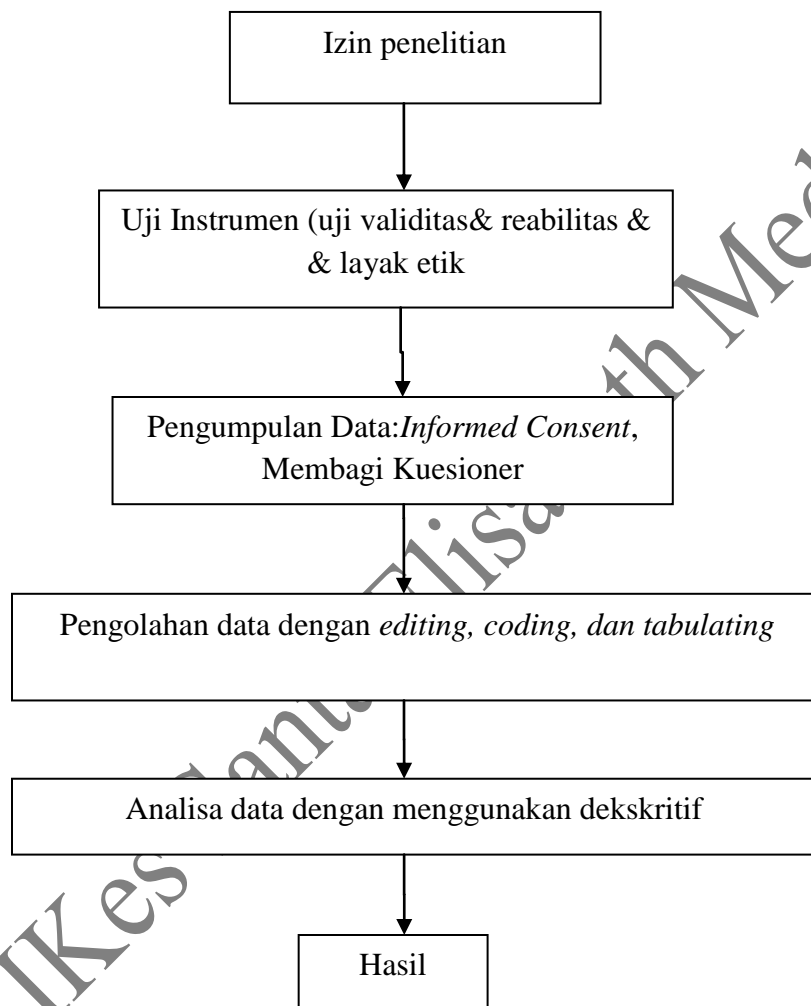 Izin penelitian
Uji Instrumen (uji validitas& reabilitas &
& layak etik
Pengumpulan Data:Informed Consent,
Membagi Kuesioner
Pengolahan data dengan editing, coding, dan tabulating
Analisa data dengan menggunakan dekskritif
Hasil